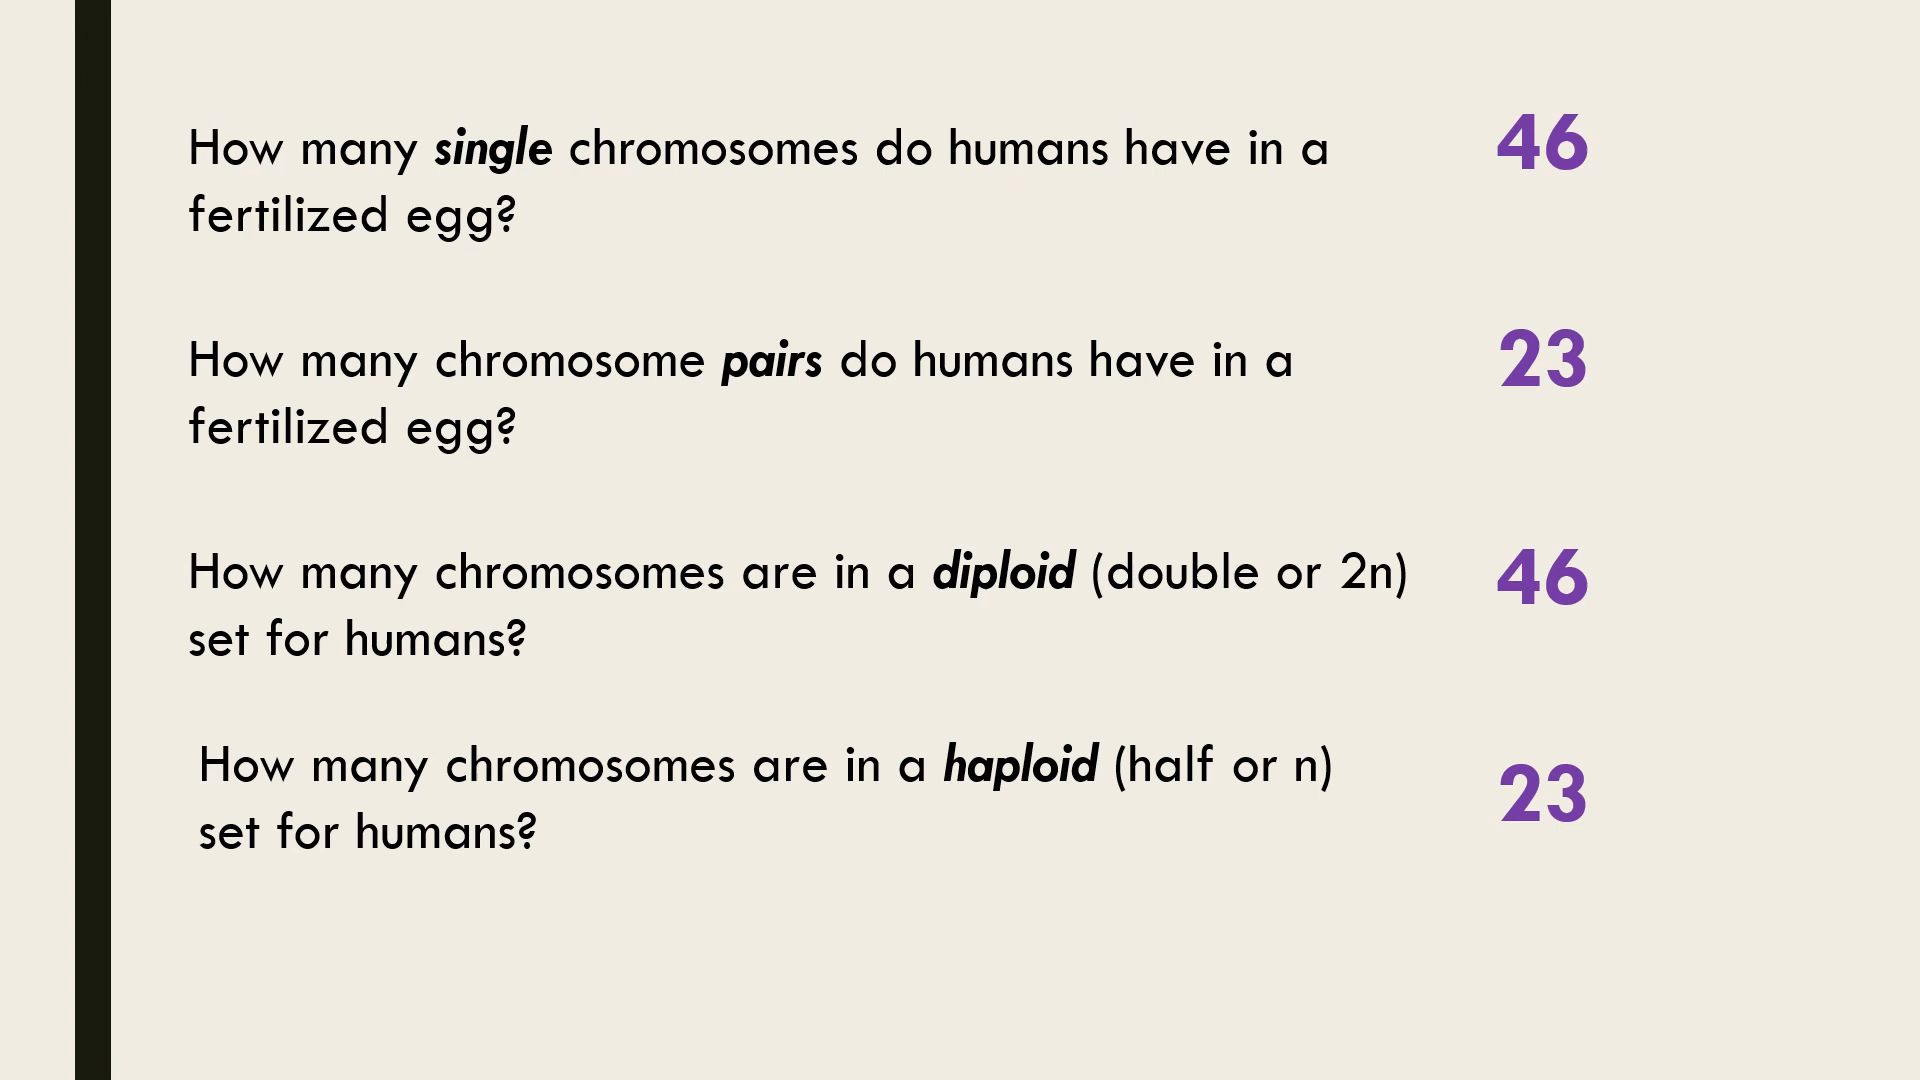 How many single chromosomes do humans have in a
fertilized egg?
46
How many chromosome pairs do humans have in a
fertilized egg?
23
How many chromosomes are in a diploid (double or 2n)
set for humans?
46
How many chromosomes are in a haploid (half or n)
set for humans?
23